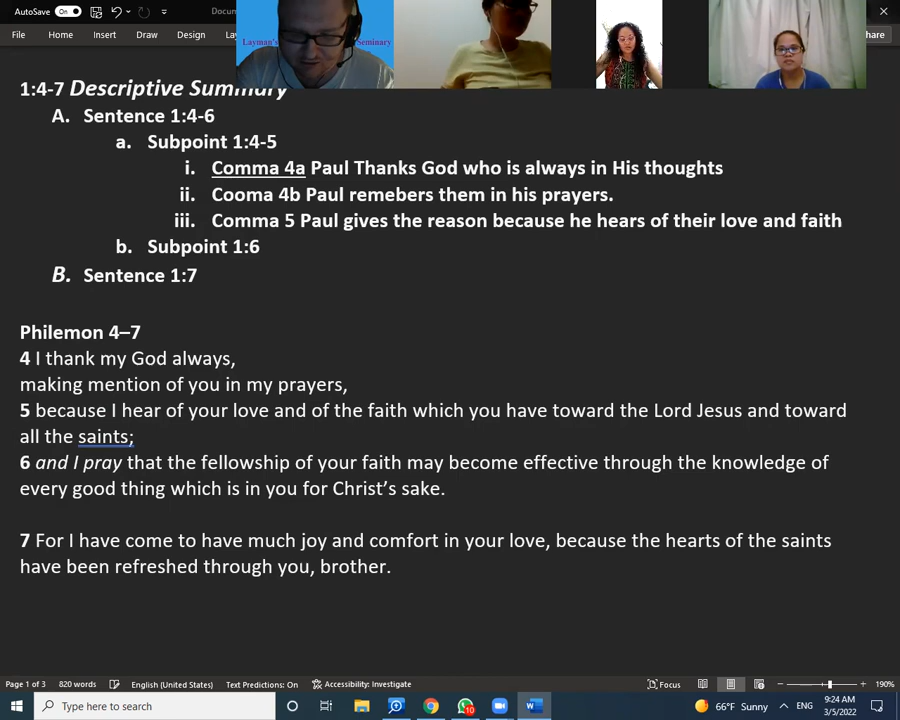 AutoSave On Docun
File Home Insert Draw Design are
Layman's Seminary
1:4-7 Descriptive Summary
A. Sentence 1:4-6
a. Subpoint 1:4-5
i. Comma 4a Paul Thanks God who is always in His thoughts
ii. Cooma 4b Paul remebers them in his prayers.
iii. Comma 5 Paul gives the reason because he hears of their love and faith
b. Subpoint 1:6
B. Sentence 1:7
Philemon 4–7
4 I thank my God always,
making mention of you in my prayers,
5 because I hear of your love and of the faith which you have toward the Lord Jesus and toward
all the saints;
6 and I pray that the fellowship of your faith may become effective through the knowledge of
every good thing which is in you for Christ's sake.
7 For I have come to have much joy and comfort in your love, because the hearts of the saints
have been refreshed through you, brother.
Page 1 of 3 820 words English (United States) Text Predictions: On Accessibility: Investigate Focus 190%
Type here to search 10 66°F Sunny ENG 9:24 AM
3/5/2022